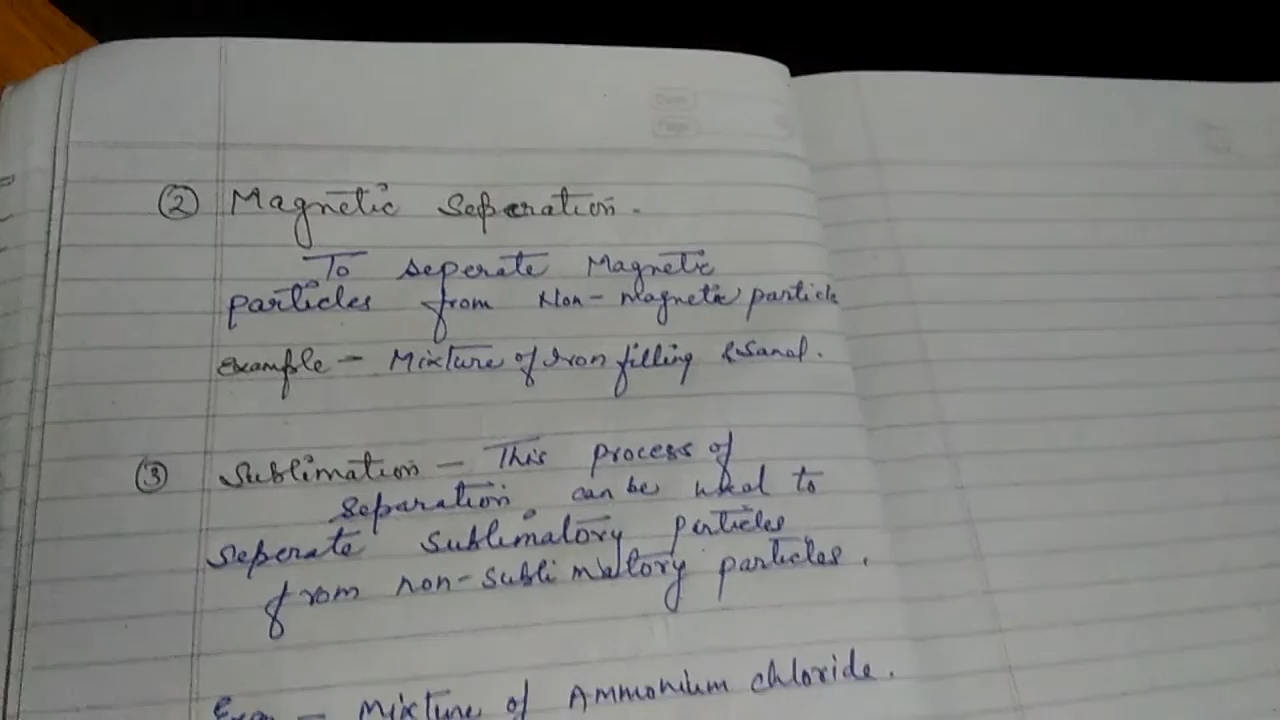 ② Magnetic Seperation.
To seperate Magnetic
particles from Non-magnetic particle
Example - Mixture of Iron filling & Sand.
③ Sublimation - This process of
separation can be used to
seperate sublimatory particles
from non-sublimatory particles.
Exam - Mixture of Ammonium chloride.